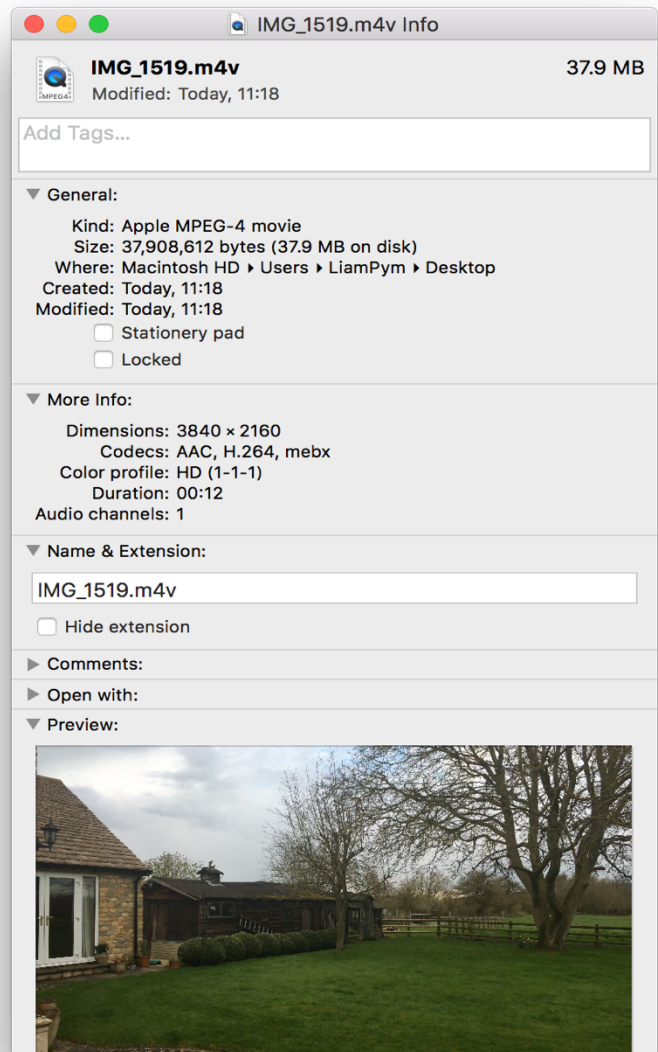 IMG_1519.m4v Info
IMG_1519.m4v 37.9 MB
MPEG4
Modified: Today, 11:18
Add Tags...
General:
Kind: Apple MPEG-4 movie
Size: 37,908,612 bytes (37.9 MB on disk)
Where: Macintosh HD ▸ Users ▸ LiamPym ▸ Desktop
Created: Today, 11:18
Modified: Today, 11:18
Stationery pad
Locked
More Info:
Dimensions: 3840 × 2160
Codecs: AAC, H.264, mebx
Color profile: HD (1-1-1)
Duration: 00:12
Audio channels: 1
Name & Extension:
IMG_1519.m4v
Hide extension
Comments:
Open with:
Preview: